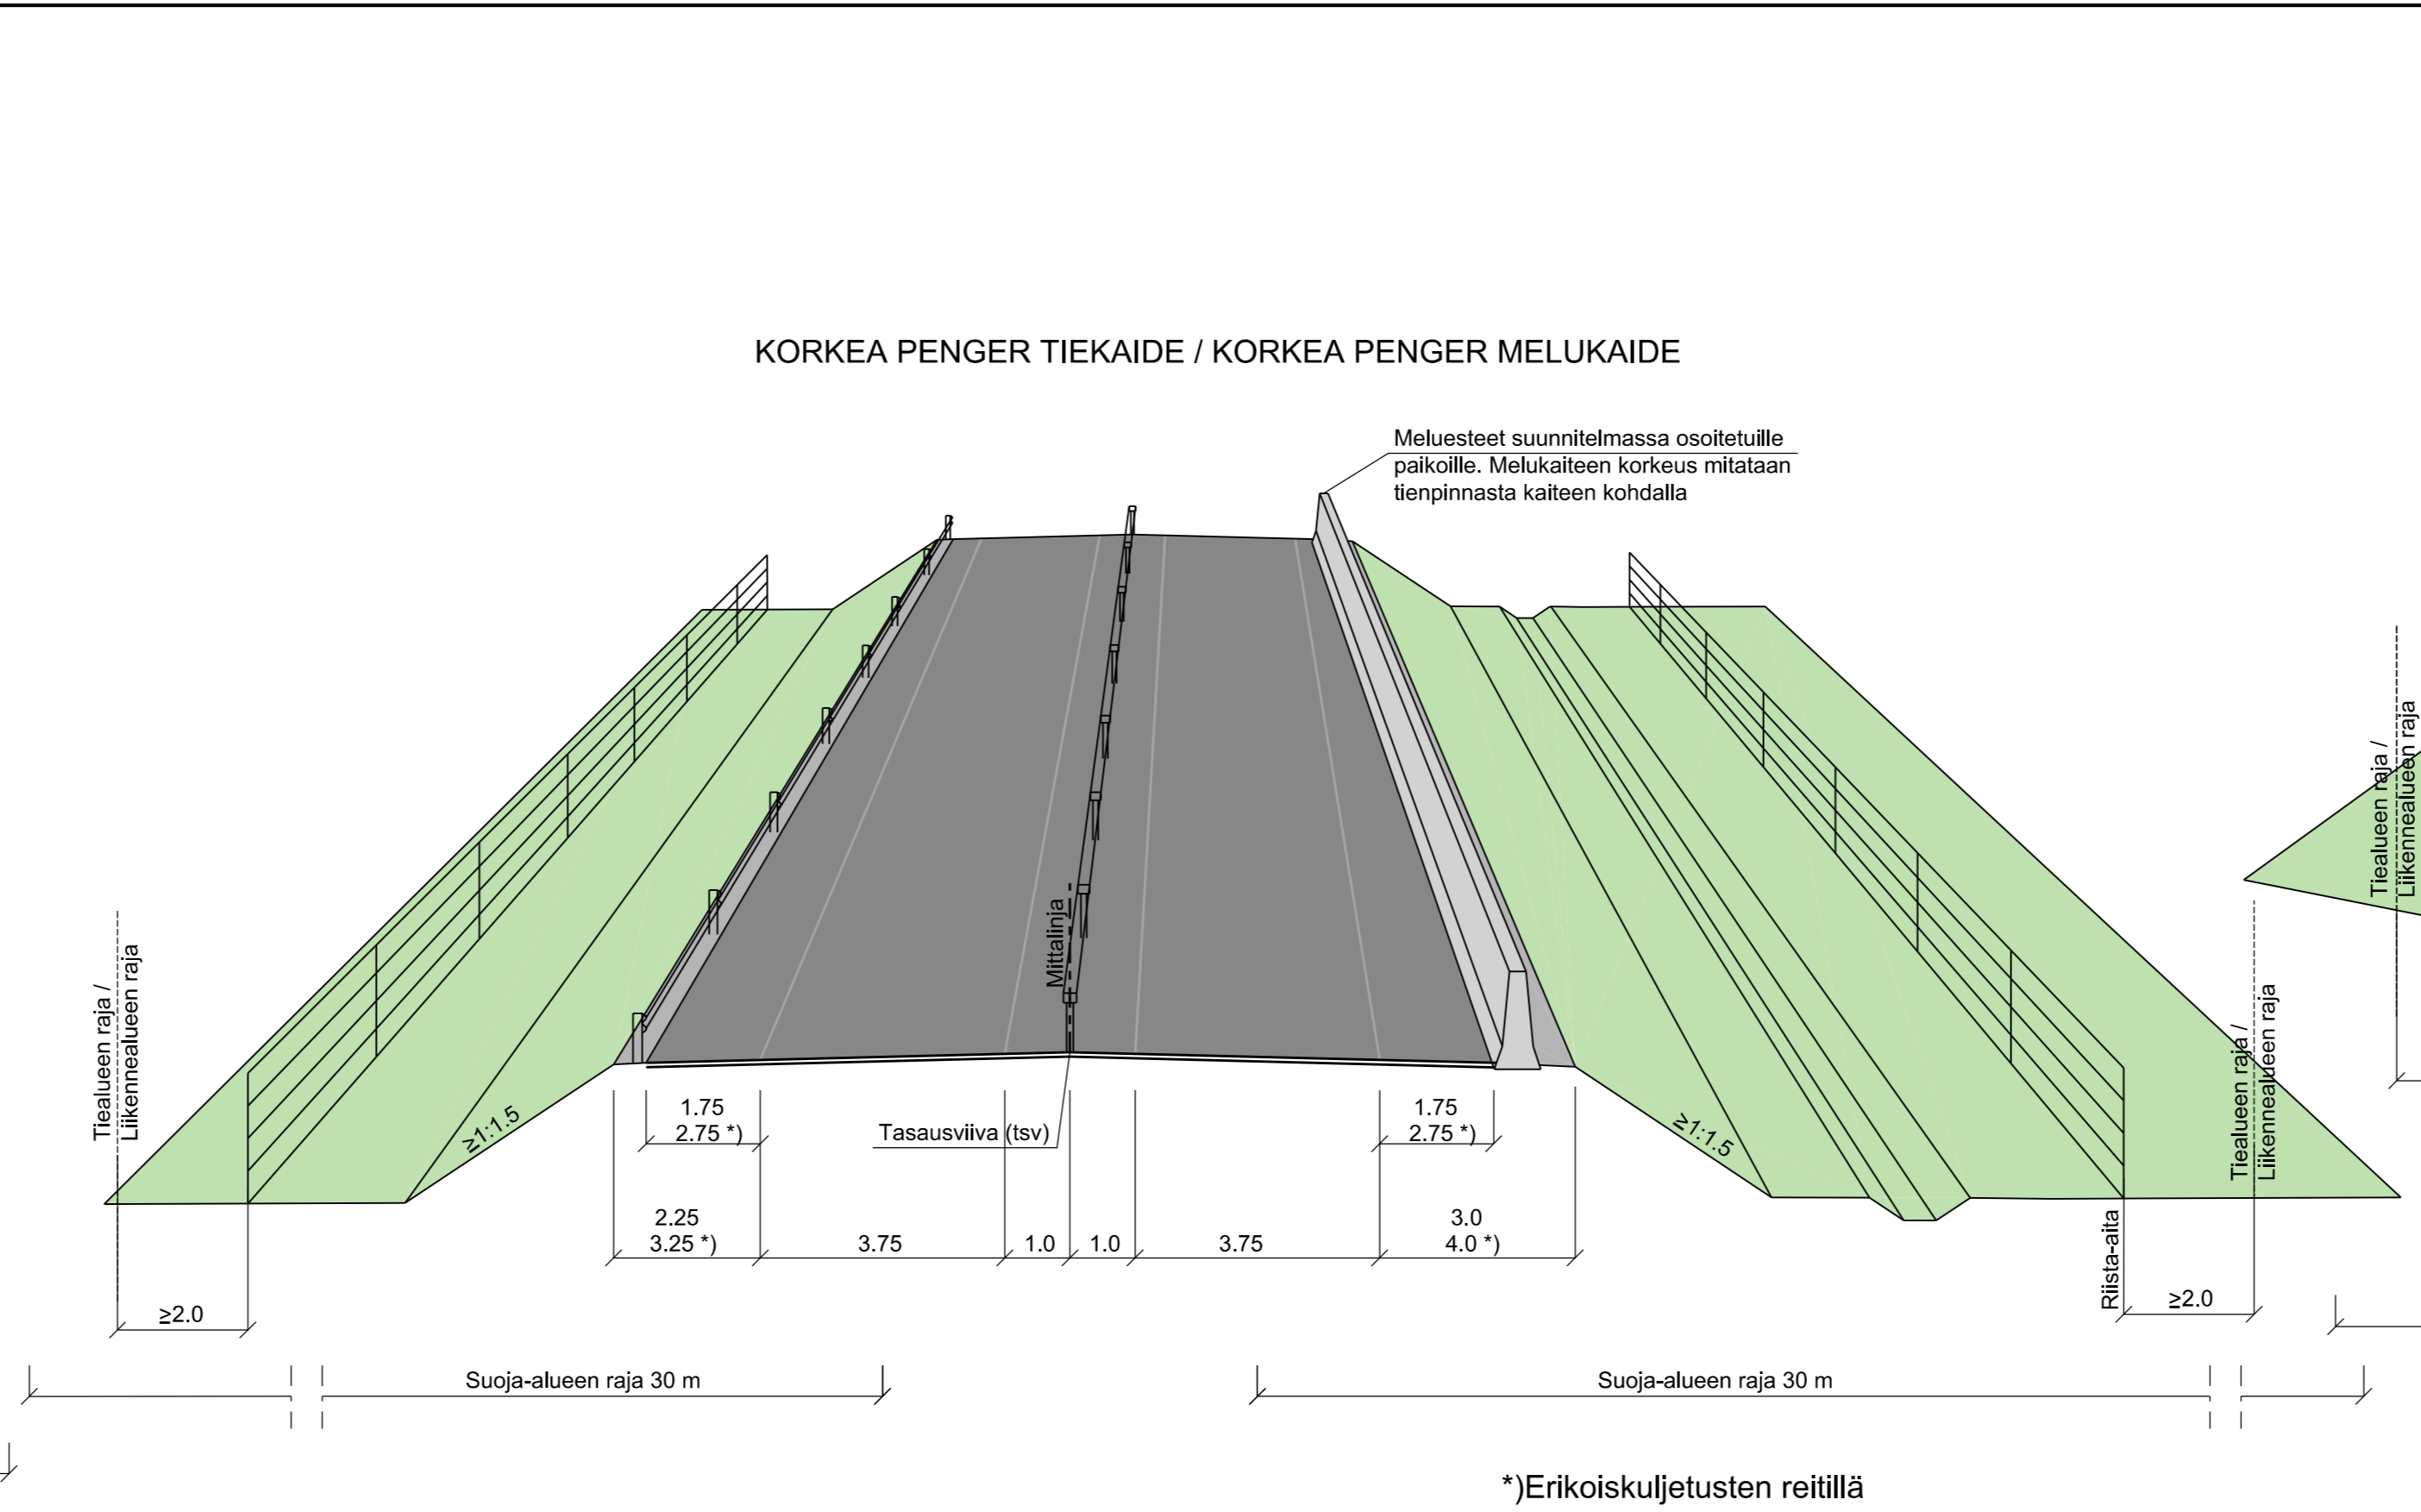 KORKEA PENGER TIEKAIDE / KORKEA PENGER MELUKAIDE
Meluesteet suunnitelmassa osoitetuille
paikoille. Melukaiteen korkeus mitataan
tienpinnasta kaiteen kohdalla
Tiealueen raja /
Liikennealueen raja
≥1:1.5
Mittalinja
Tasausviiva (tsv)
1.75
2.75 *)
1.75
2.75 *)
≥1:1.5
Tiealueen raja /
Liikennealueen raja
Tiealueen raja /
Liikennealueen raja
2.25
3.25 *)
3.75
1.0
1.0
3.75
3.0
4.0 *)
Riista-aita
≥2.0
≥2.0
Suoja-alueen raja 30 m
Suoja-alueen raja 30 m
*)Erikoiskuljetusten reitillä